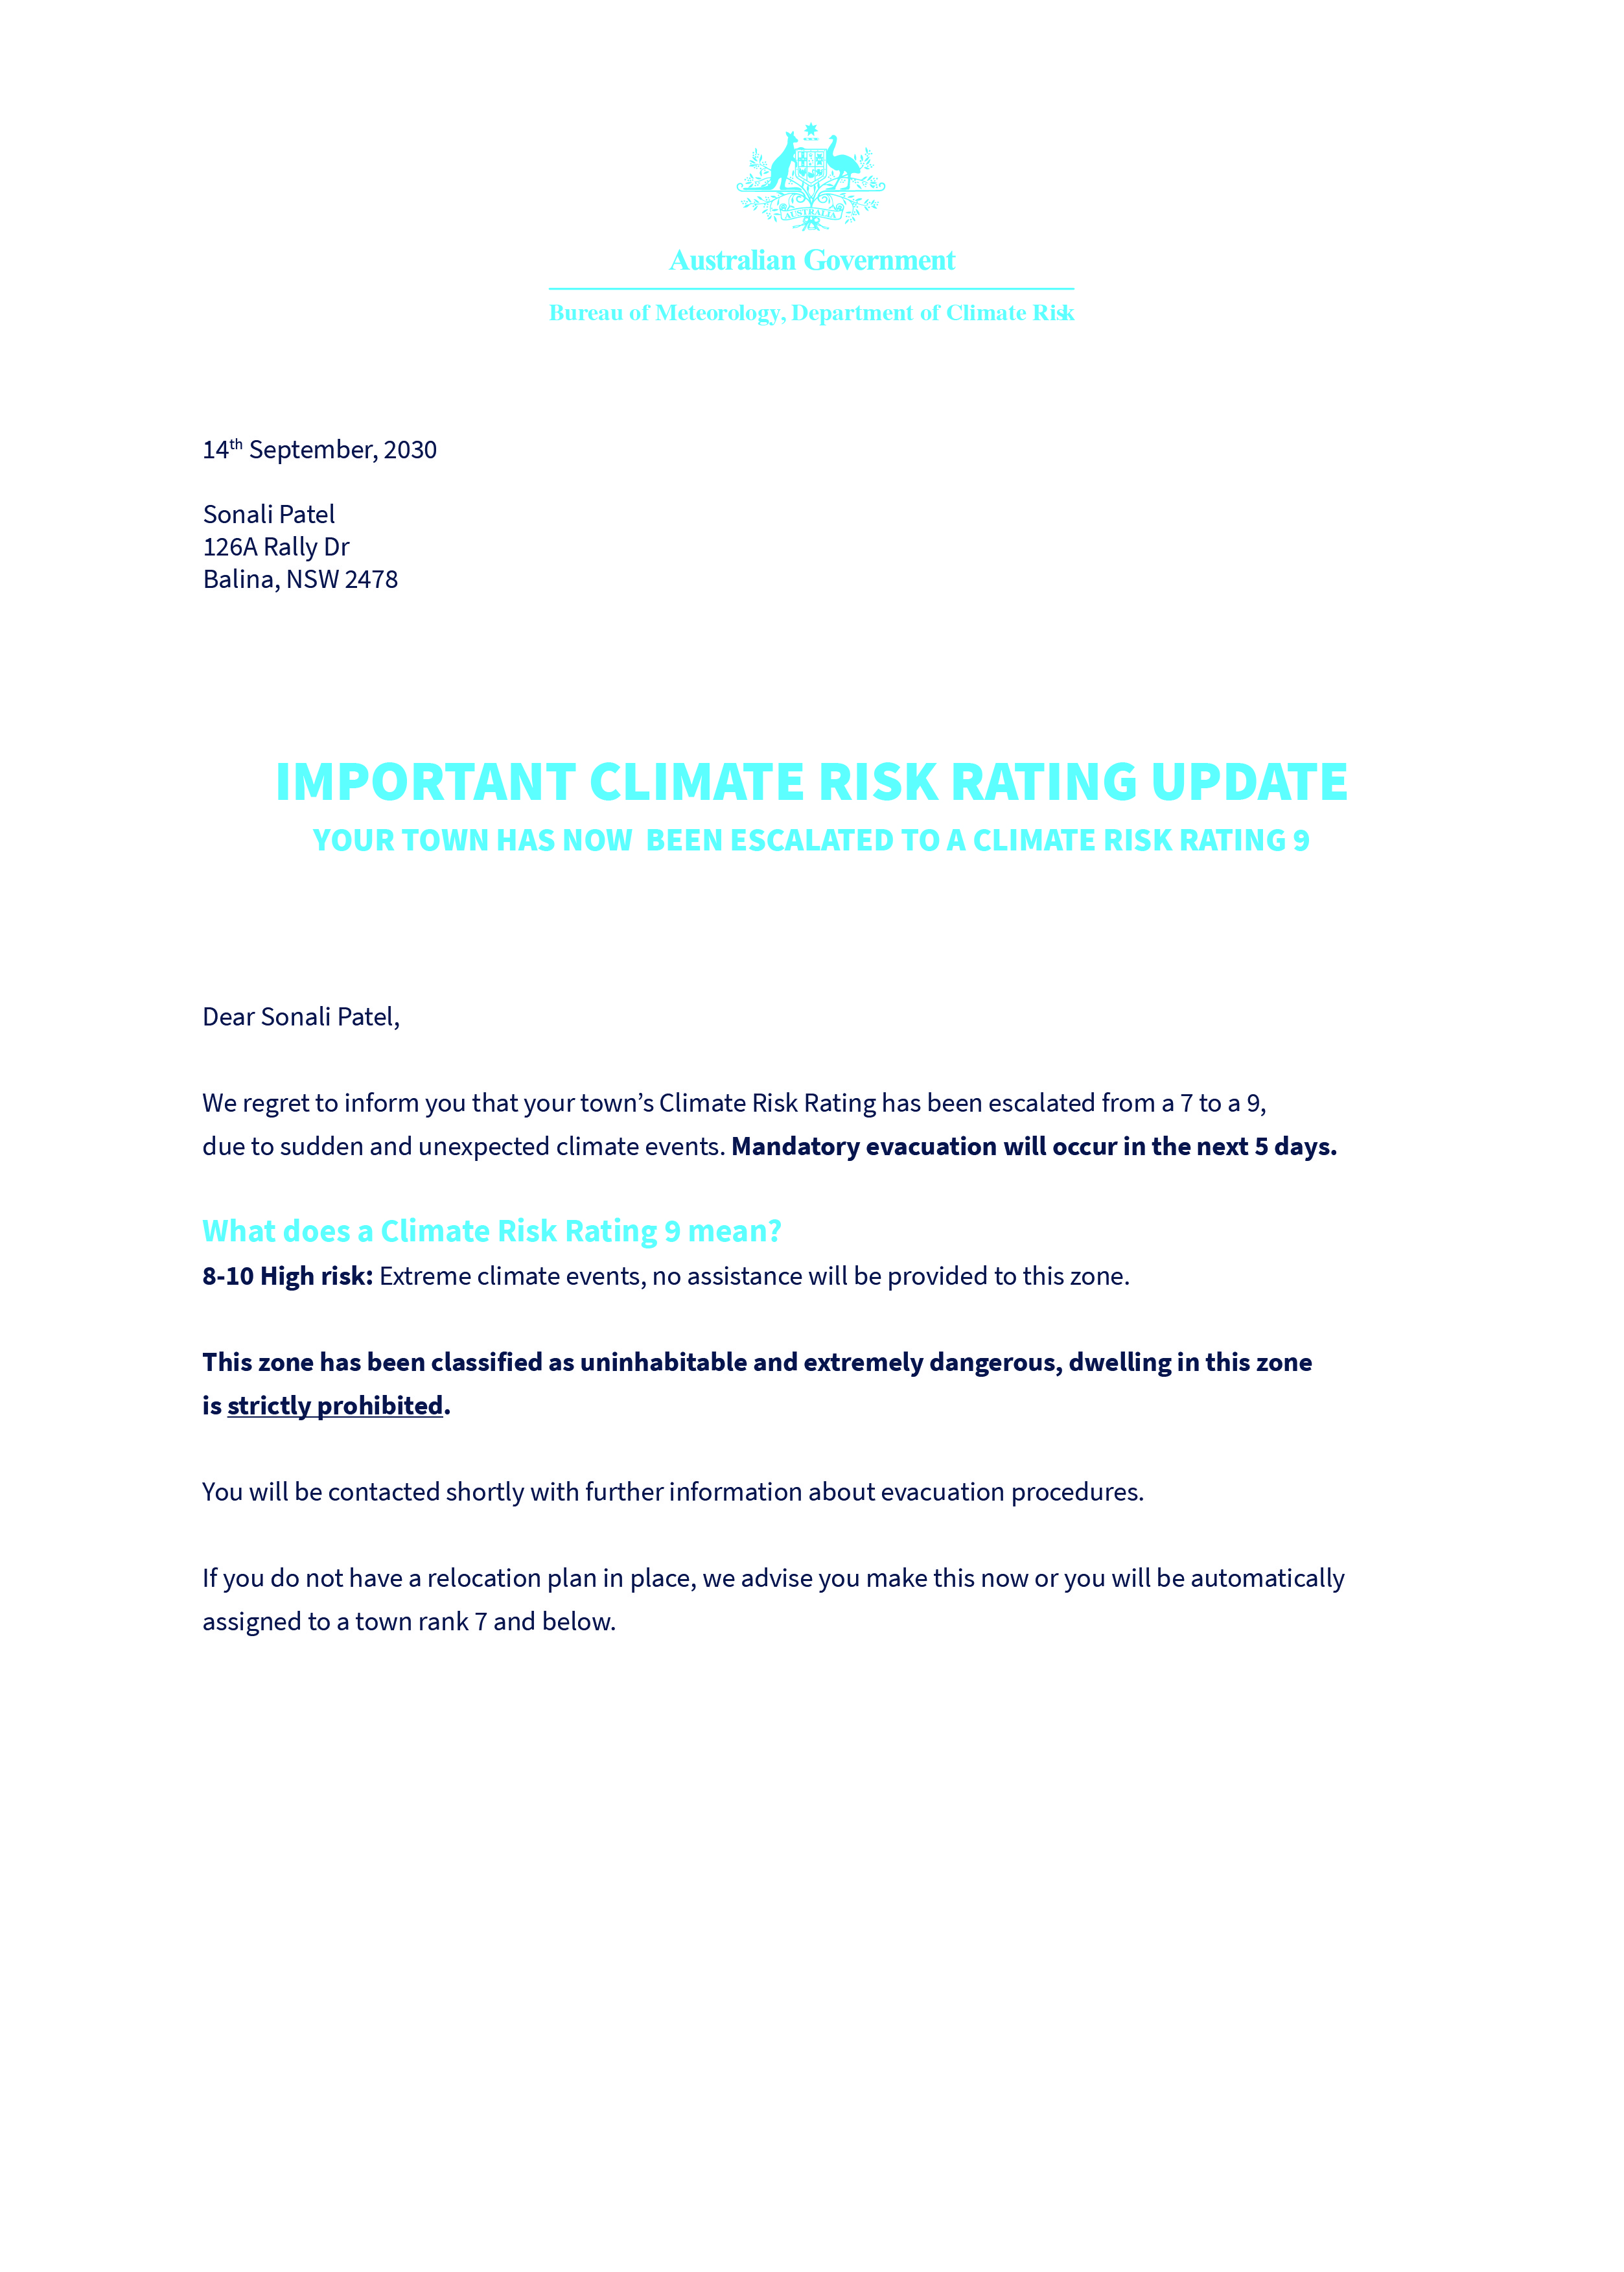 AUSTRALIA
Australian Government
Bureau of Meteorology, Department of Climate Risk
14th September, 2030
Sonali Patel
126A Rally Dr
Balina, NSW 2478
IMPORTANT CLIMATE RISK RATING UPDATE
YOUR TOWN HAS NOW BEEN ESCALATED TO A CLIMATE RISK RATING 9
Dear Sonali Patel,
We regret to inform you that your town’s Climate Risk Rating has been escalated from a 7 to a 9,
due to sudden and unexpected climate events. Mandatory evacuation will occur in the next 5 days.
What does a Climate Risk Rating 9 mean?
8-10 High risk: Extreme climate events, no assistance will be provided to this zone.
This zone has been classified as uninhabitable and extremely dangerous, dwelling in this zone
is strictly prohibited.
You will be contacted shortly with further information about evacuation procedures.
If you do not have a relocation plan in place, we advise you make this now or you will be automatically
assigned to a town rank 7 and below.